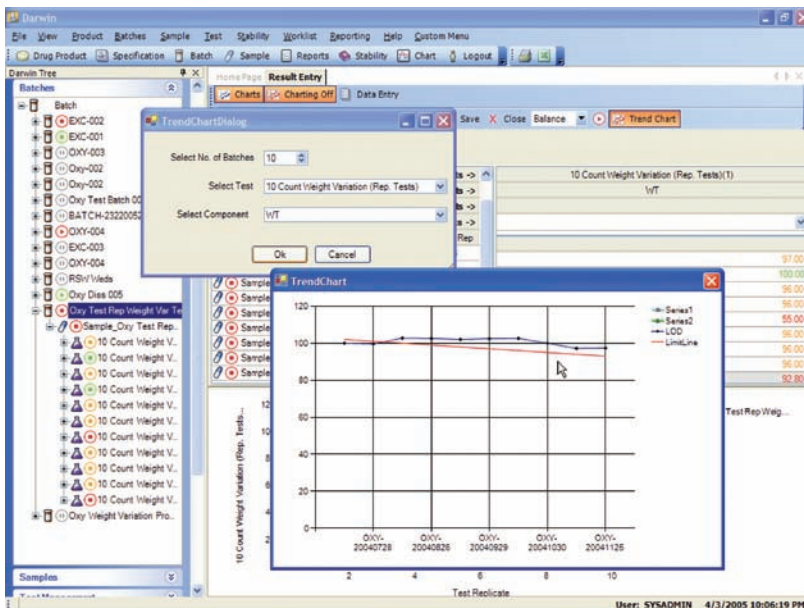 Darwin
File View Product Batches Sample Test Stability Worklist Reporting Help Custom Menu
Drug Product Specification Batch Sample Reports Stability Chart Logout
Darwin Tree
Batches
Batch
EXC-002
EXC-001
OXY-003
Oxy-002
Oxy-002
Oxy Test Batch 00
BATCH-23220052
OXY-004
EXC-003
OXY-004
RSW Weds
Oxy Diss 005
Oxy Test Rep Weight Var Te
Sample_Oxy Test Rep..
10 Count Weight V..
10 Count Weight V..
10 Count Weight V..
10 Count Weight V..
10 Count Weight V..
10 Count Weight V..
10 Count Weight V..
10 Count Weight V..
10 Count Weight V..
10 Count Weight V..
Oxy Weight Variation Pro..
Samples
Home Page Result Entry
Charts Charting Off Data Entry
Save Close Balance Trend Chart
TrendChartDialog
Select No. of Batches 10
Select Test 10 Count Weight Variation (Rep. Tests)
Select Component WT
Ok Cancel
ts ->
ts ->
ts ->
Rep
10 Count Weight Variation (Rep. Tests)(1)
WT
97.00
100.00
96.00
96.00
55.00
96.00
96.00
96.00
92.80
Sample
Sample
Sample
Sample
Sample
Sample
Sample
TrendChart
120
100
80
60
40
20
0
OXY-20040728
OXY-20040826
OXY-20040929
OXY-20041030
OXY-20041125
Series1
Series2
LOD
LimitLine
10 Count Weight Variation (Rep. Tests...
Test Rep Weig...
2 4 6 8 10
Test Replicate
User: SYSADMIN 4/3/2005 10:06:19 PM